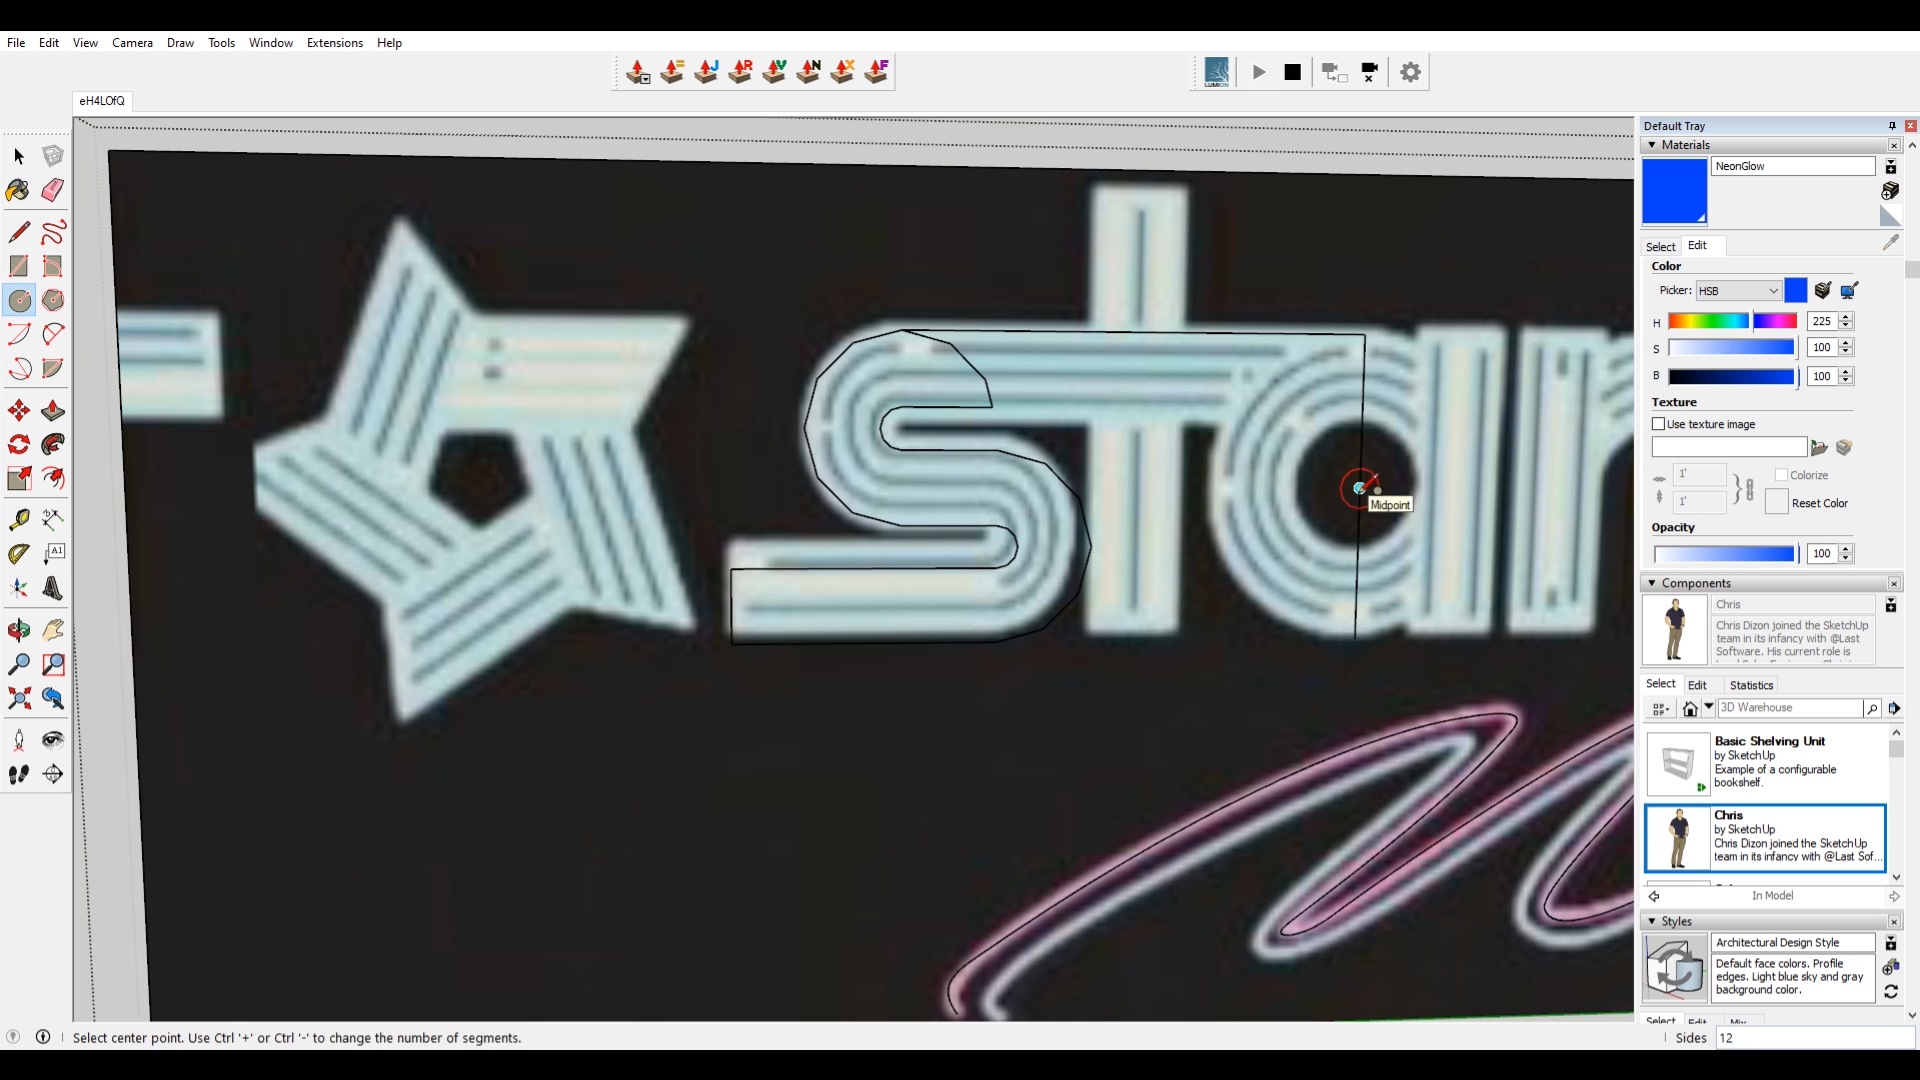 File Edit View Camera Draw Tools Window Extensions Help
LUMION
eH4LOfQ
Default Tray
Materials
NeonGlow
Select Edit
Color
Picker: HSB
H 225
S 100
B 100
Texture
Use texture image
1' Colorize
1' Reset Color
Opacity
100
Components
Chris
Chris Dizon joined the SketchUp
team in its infancy with @Last
Software. His current role is
Select Edit Statistics
3D Warehouse
Basic Shelving Unit
by SketchUp
Example of a configurable
bookshelf.
Chris
by SketchUp
Chris Dizon joined the SketchUp
team in its infancy with @Last Sof...
In Model
Styles
Architectural Design Style
Default face colors. Profile
edges. Light blue sky and gray
background color.
Select Edit Mix
star
Midpoint
Select center point. Use Ctrl '+' or Ctrl '-' to change the number of segments.
Sides 12